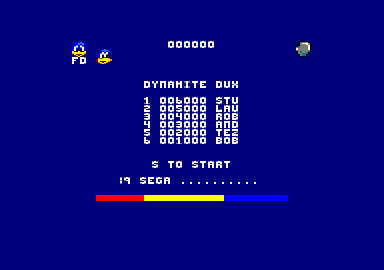 000000
FD
DYNAMITE DUX
1 006000 STU
2 005000 LAU
3 004000 ROB
4 003000 AND
5 002000 TEZ
6 001000 BOB
S TO START
19 SEGA ..........